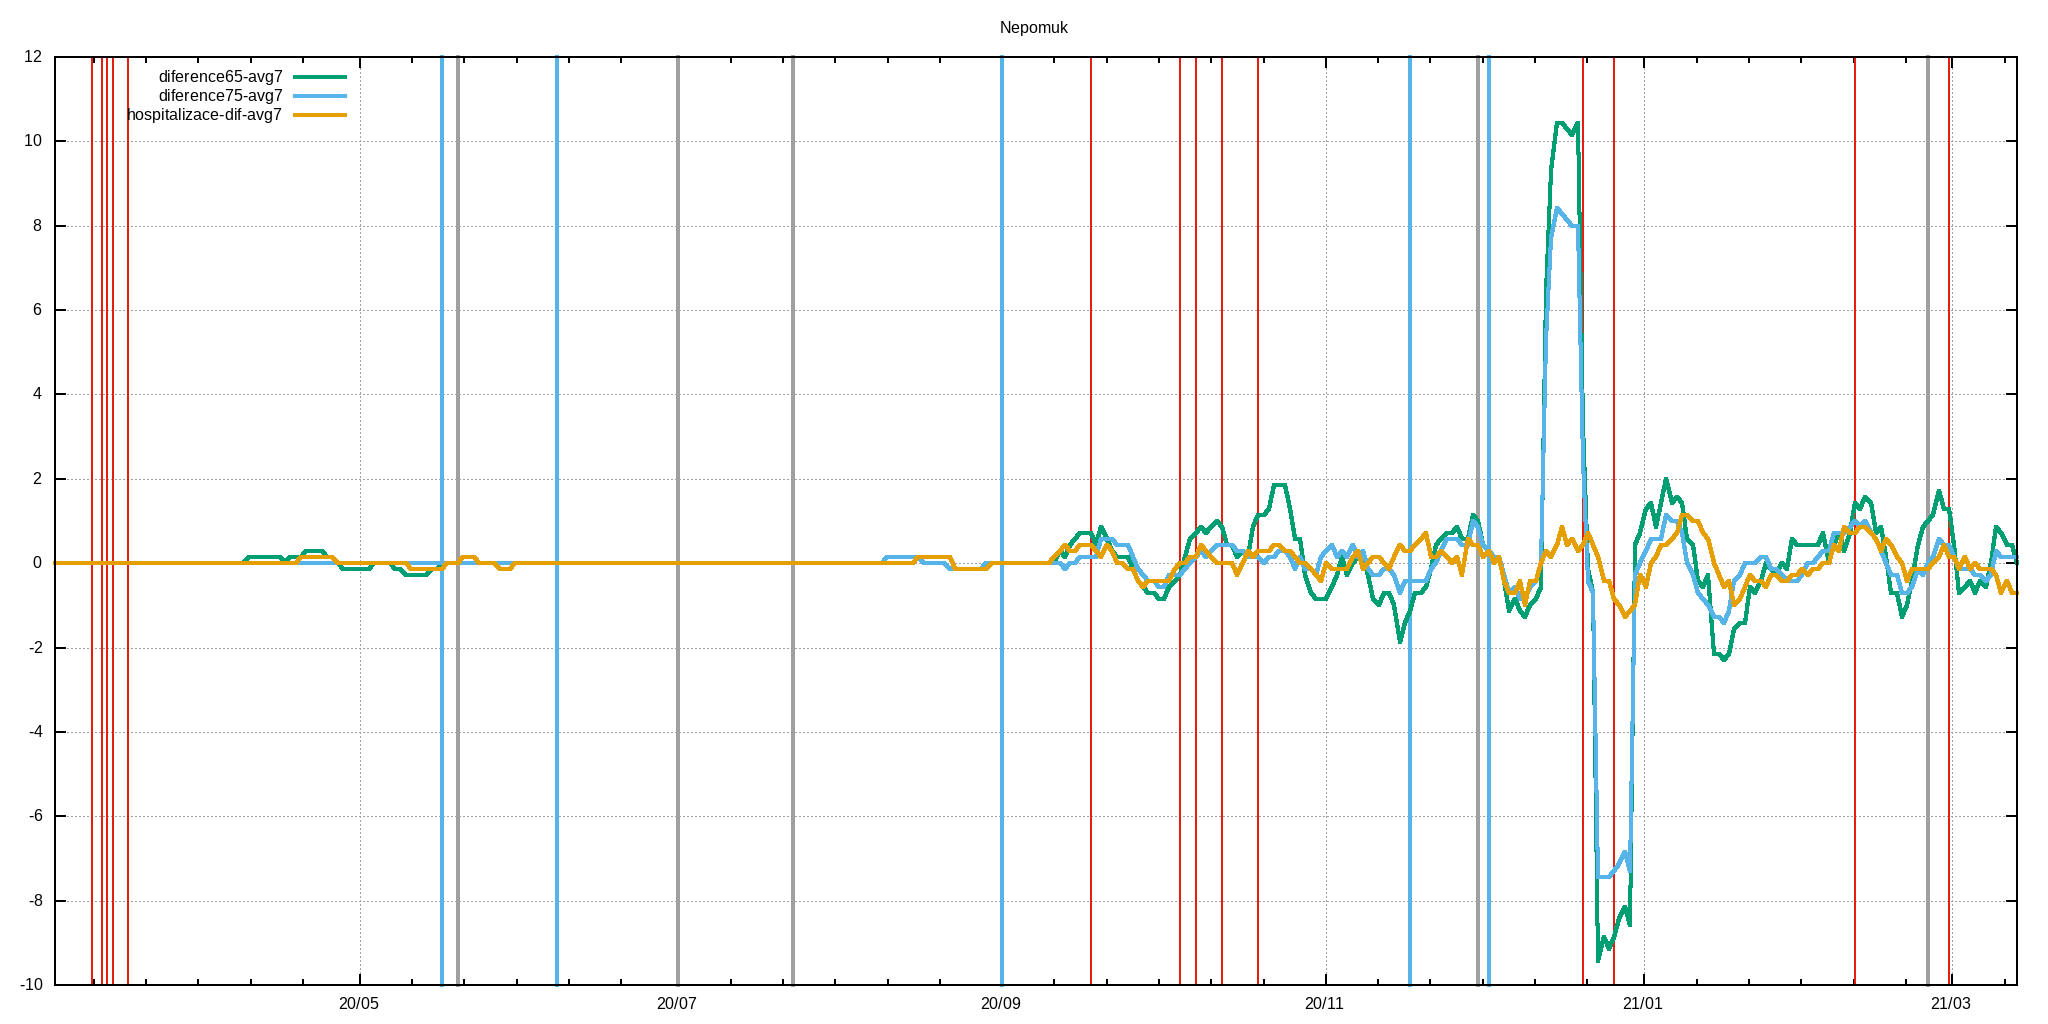 Nepomuk
12
diference65-avg7
diference75-avg7
hospitalizace-dif-avg7
10
8
6
4
2
0
-2
-4
-6
-8
-10
20/05 20/07 20/09 20/11 21/01 21/03